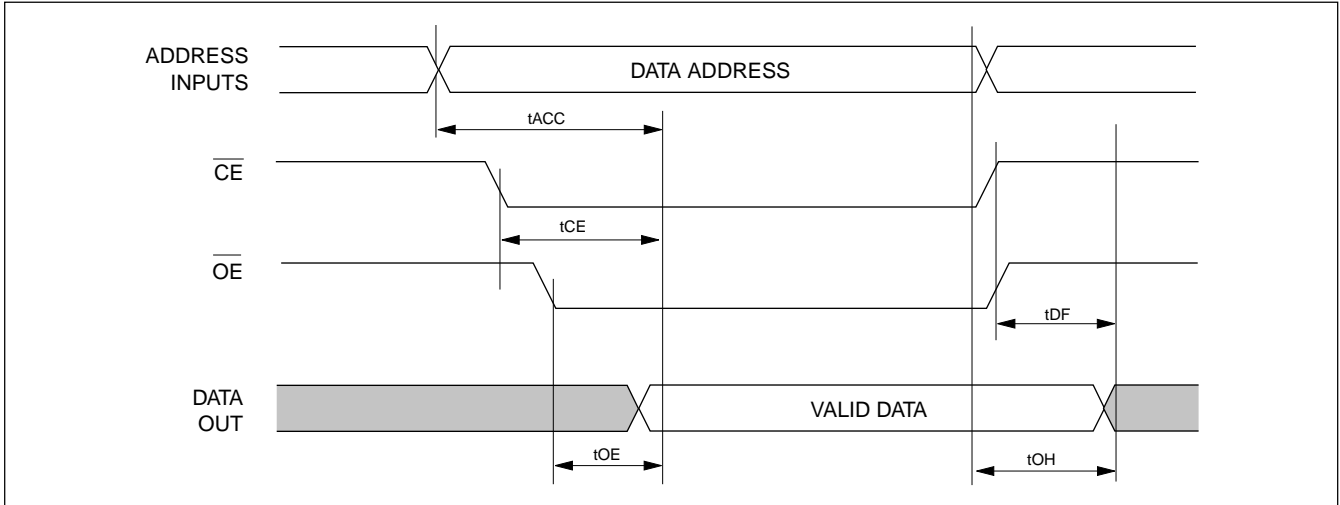 ADDRESS
INPUTS
DATA ADDRESS
tACC
CE
tCE
OE
tDF
DATA
OUT
VALID DATA
tOE
tOH